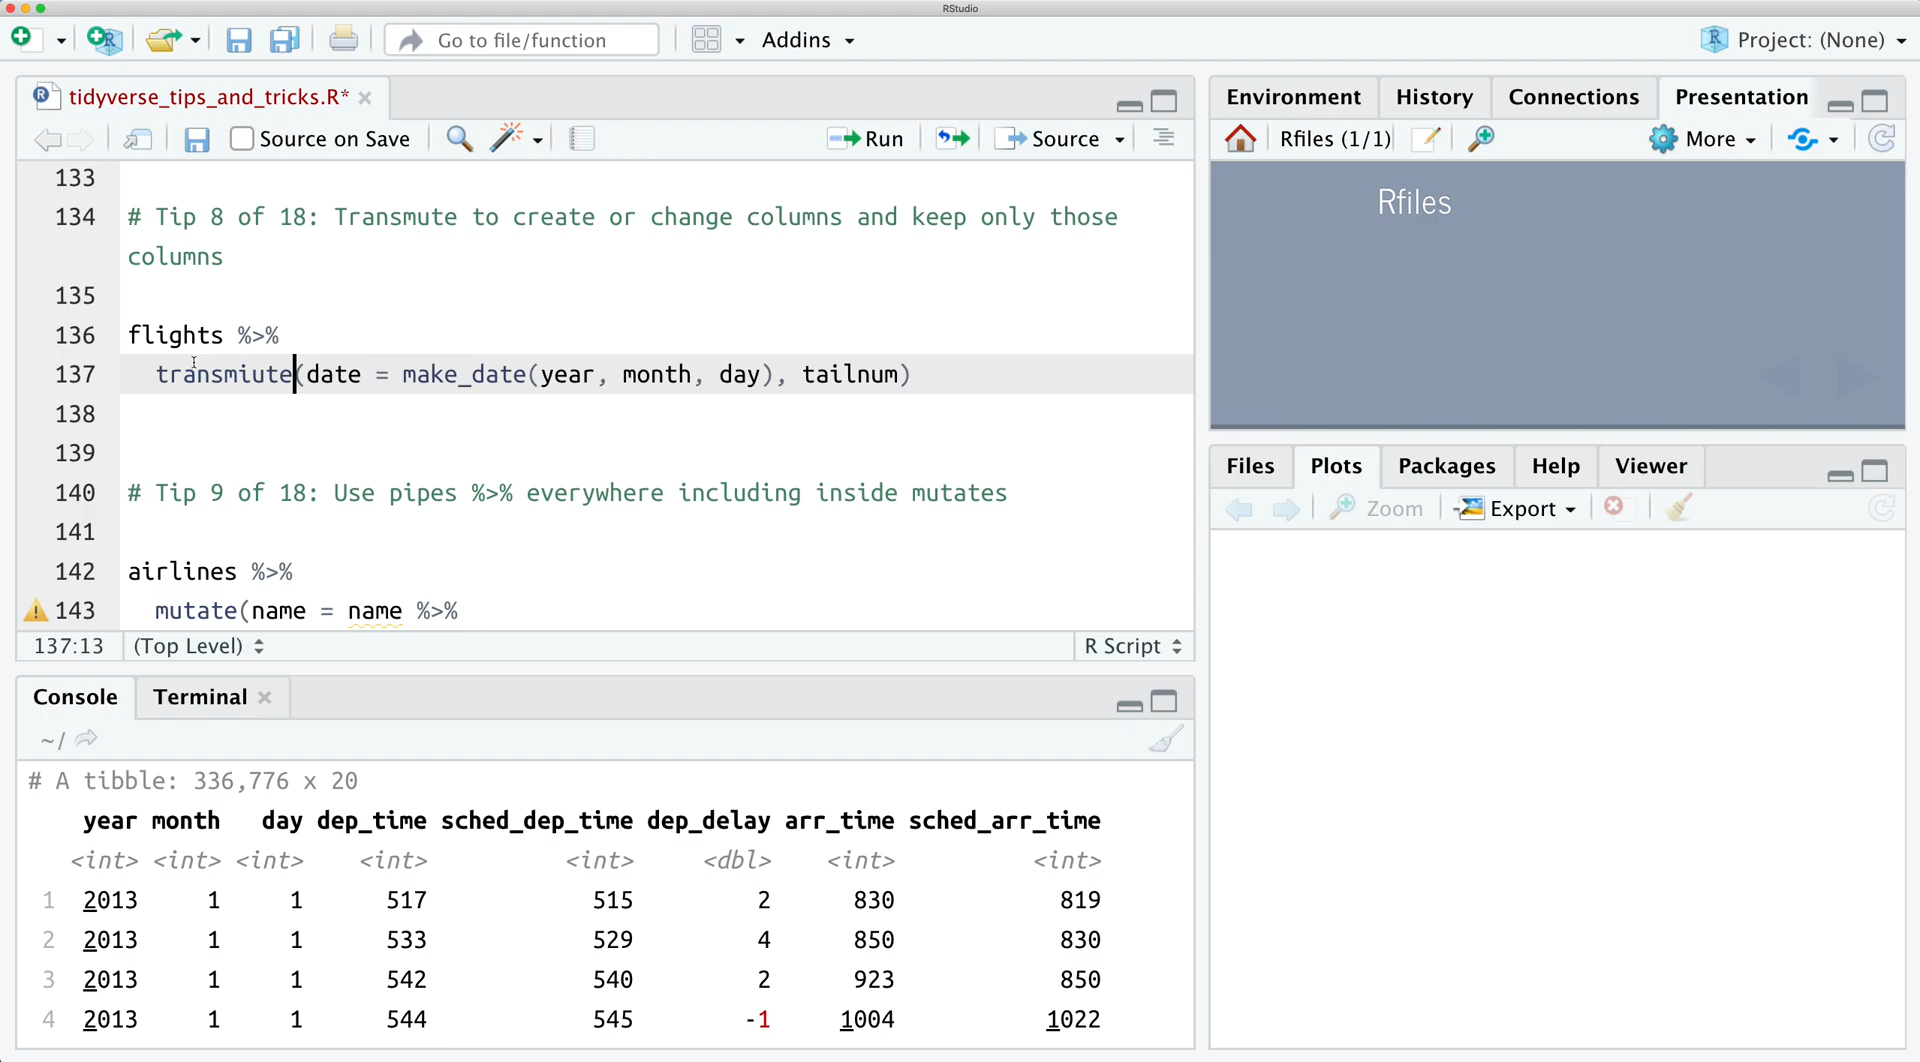 RStudio
Go to file/function
Addins
Project: (None)
tidyverse_tips_and_tricks.R*
Source on Save
Run
Source
133
134 # Tip 8 of 18: Transmute to create or change columns and keep only those
columns
135
136 flights %>%
137 transmiute(date = make_date(year, month, day), tailnum)
138
139
140 # Tip 9 of 18: Use pipes %>% everywhere including inside mutates
141
142 airlines %>%
143 mutate(name = name %>%
137:13 (Top Level) R Script
Console Terminal
~/
# A tibble: 336,776 x 20
year month day dep_time sched_dep_time dep_delay arr_time sched_arr_time
<int> <int> <int> <int> <int> <dbl> <int> <int>
1 2013 1 1 517 515 2 830 819
2 2013 1 1 533 529 4 850 830
3 2013 1 1 542 540 2 923 850
4 2013 1 1 544 545 -1 1004 1022
Environment History Connections Presentation
Rfiles (1/1) More
Rfiles
Files Plots Packages Help Viewer
Zoom Export